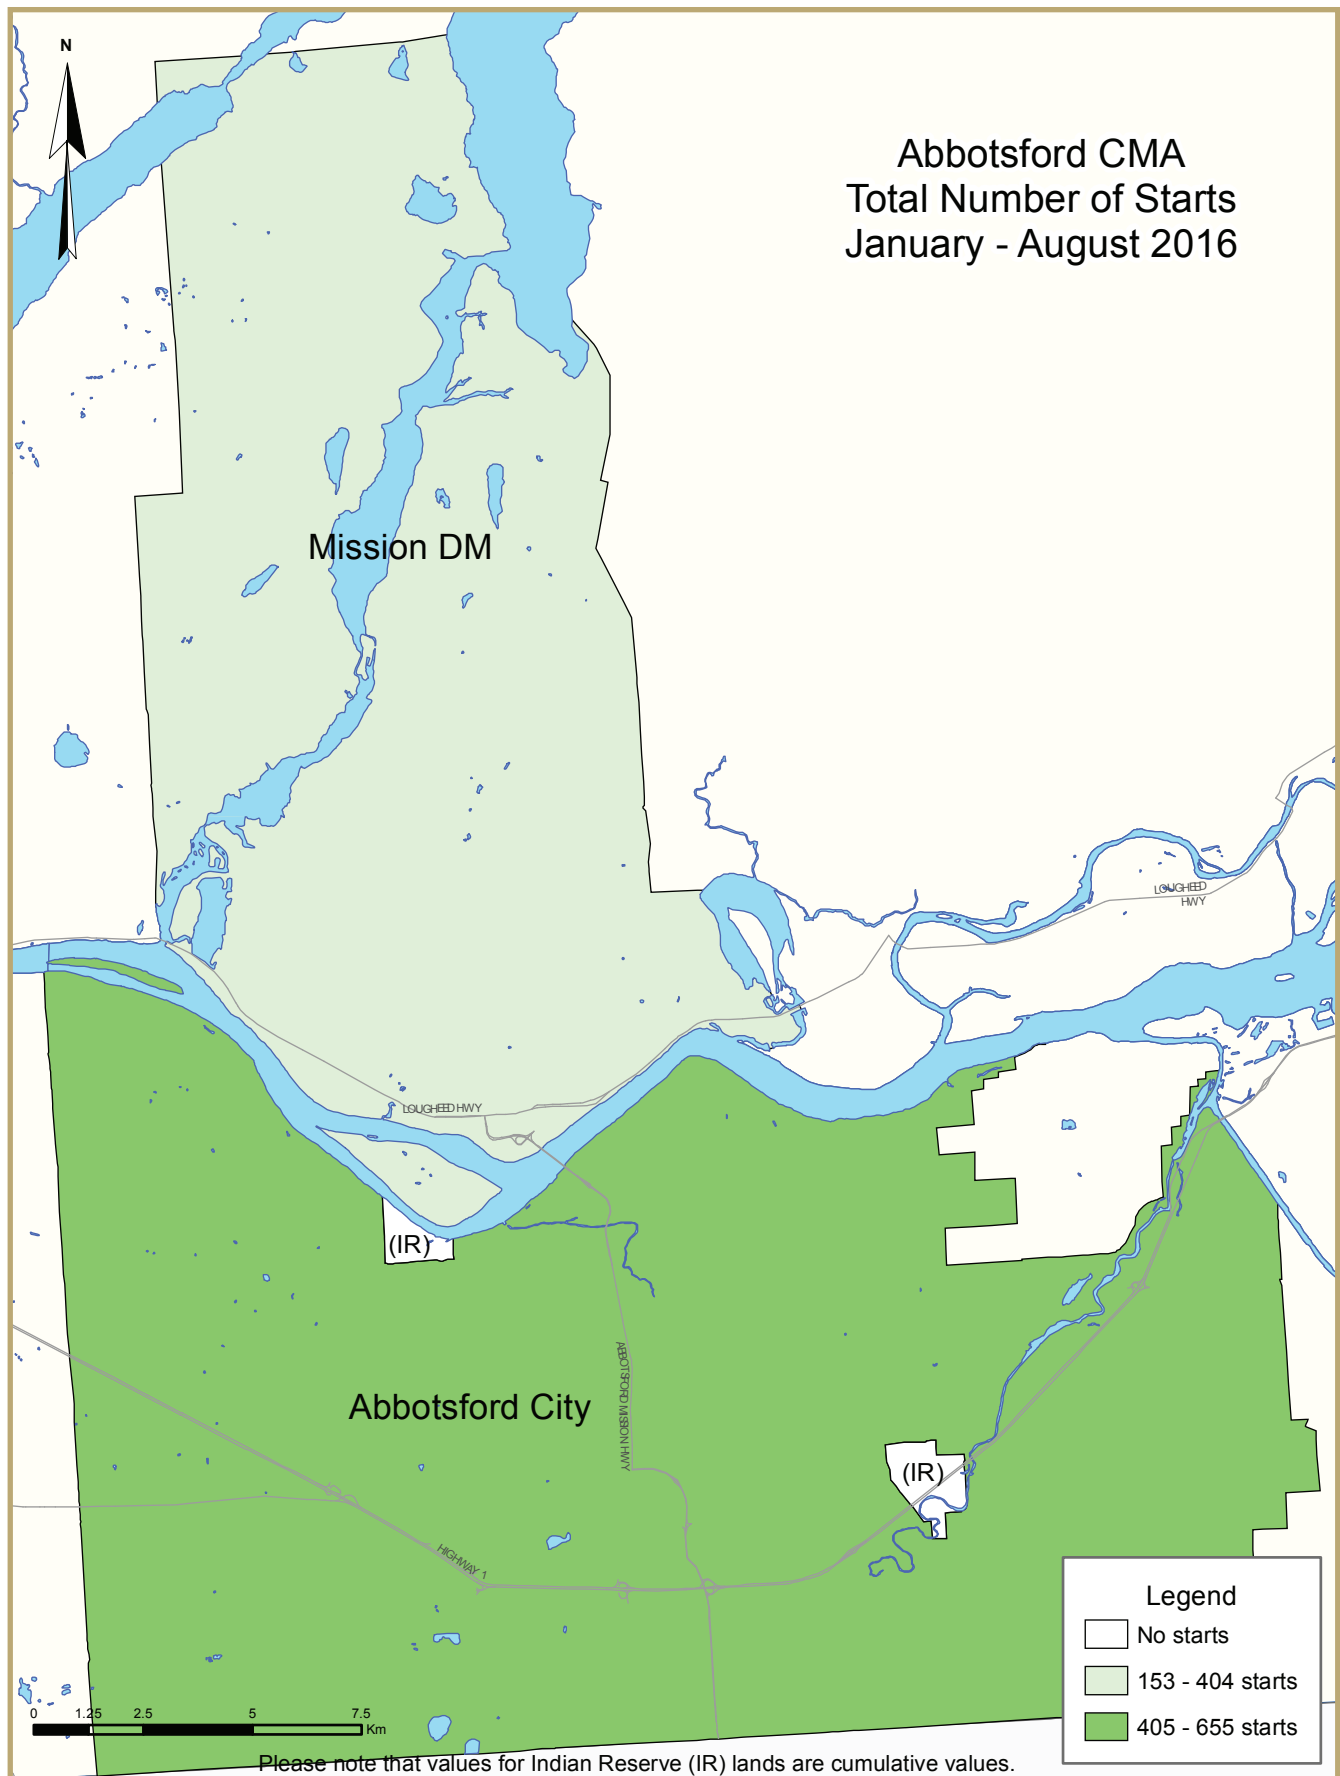 N
Abbotsford CMA
Total Number of Starts
January - August 2016
Mission DM
LOUGHEED
HWY
LOUGHEED HWY
(IR)
ABBOTSFORD MISSION HWY
Abbotsford City
(IR)
HIGHWAY 1
Legend
No starts
153 - 404 starts
405 - 655 starts
0 1.25 2.5 5 7.5
Km
Please note that values for Indian Reserve (IR) lands are cumulative values.